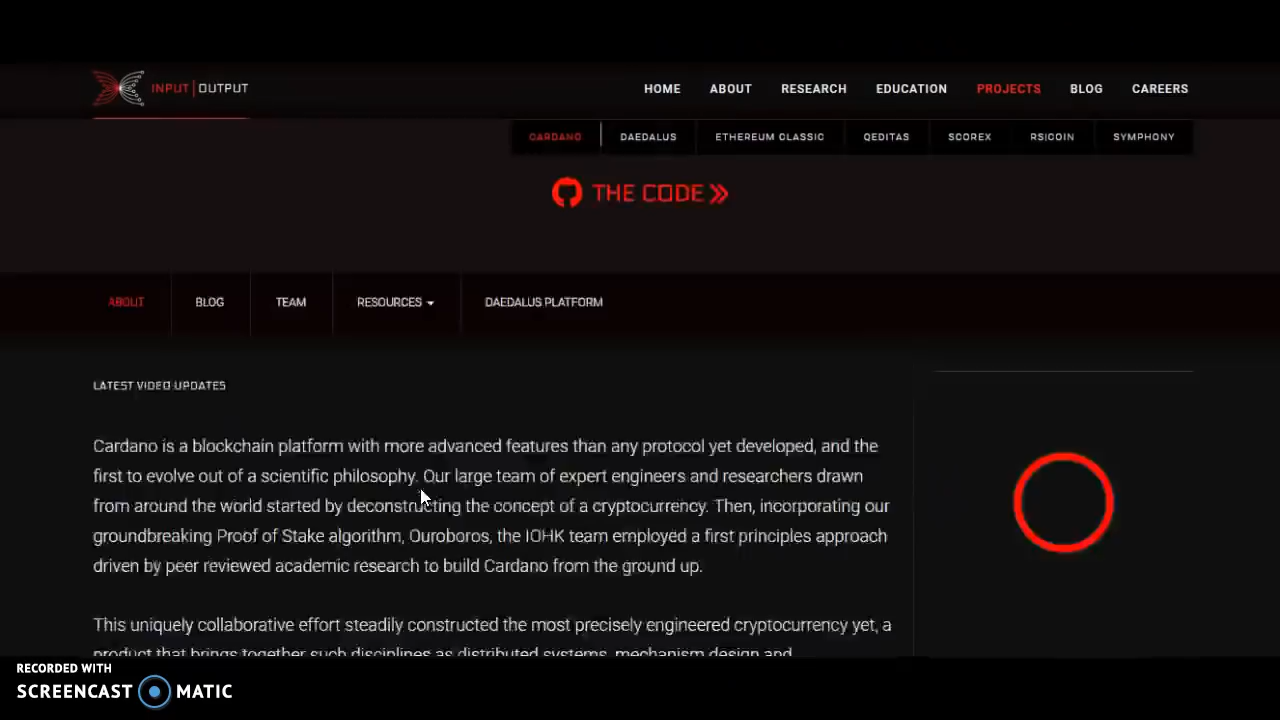 INPUT|OUTPUT
HOME ABOUT RESEARCH EDUCATION PROJECTS BLOG CAREERS
CARDANO DAEDALUS ETHEREUM CLASSIC QEDITAS SCOREX RS|COIN SYMPHONY
THE CODE
ABOUT BLOG TEAM RESOURCES DAEDALUS PLATFORM
LATEST VIDEO UPDATES
Cardano is a blockchain platform with more advanced features than any protocol yet developed, and the
first to evolve out of a scientific philosophy. Our large team of expert engineers and researchers drawn
from around the world started by deconstructing the concept of a cryptocurrency. Then, incorporating our
groundbreaking Proof of Stake algorithm, Ouroboros, the IOHK team employed a first principles approach
driven by peer reviewed academic research to build Cardano from the ground up.
This uniquely collaborative effort steadily constructed the most precisely engineered cryptocurrency yet, a
product that brings together such disciplines as distributed systems, mechanism design and
RECORDED WITH
SCREENCAST MATIC